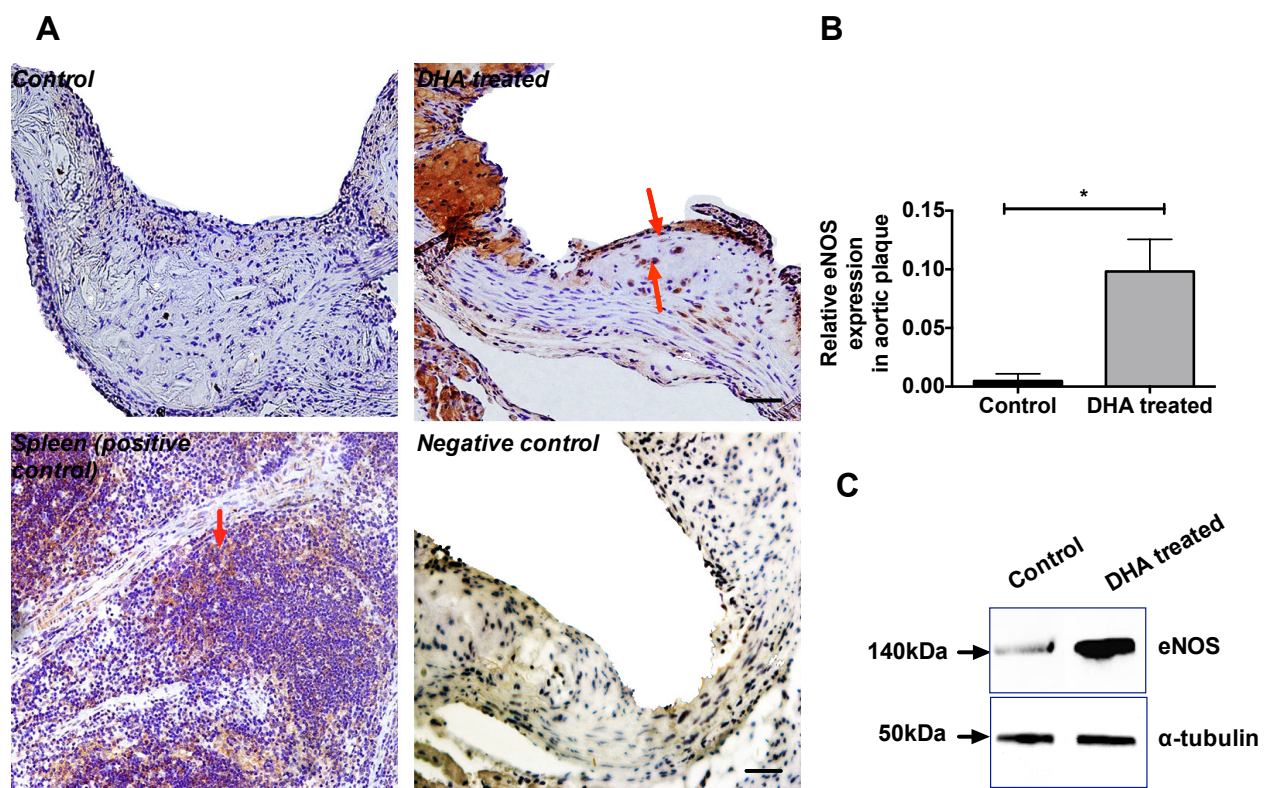 A
Control
DHA treated
Spleen (positive
control)
Negative control
B
Relative eNOS
expression
in aortic plaque
0.15
0.10
0.05
0.00
*
Control
DHA treated
C
Control
DHA treated
140kDa
eNOS
50kDa
α-tubulin